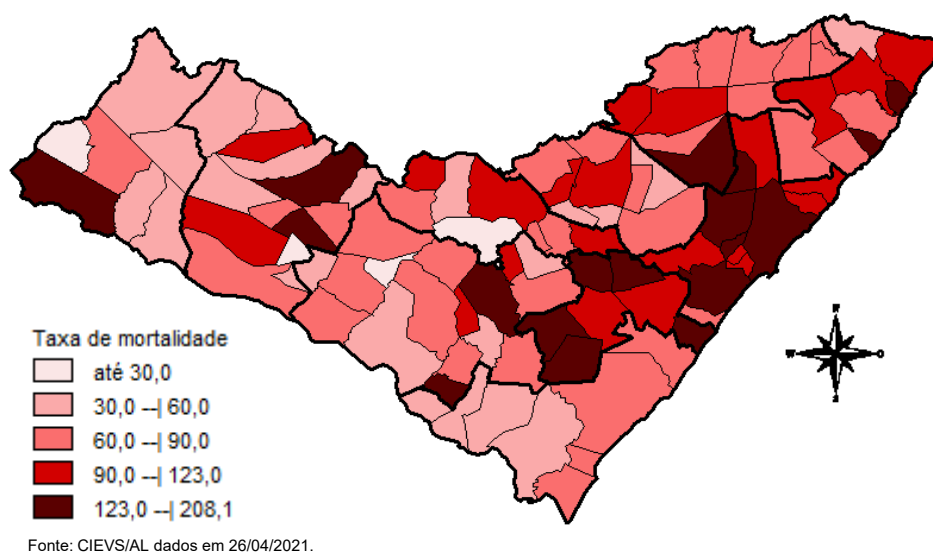 Taxa de mortalidade
até 30,0
30,0 --| 60,0
60,0 --| 90,0
90,0 --| 123,0
123,0 --| 208,1
Fonte: CIEVS/AL dados em 26/04/2021.